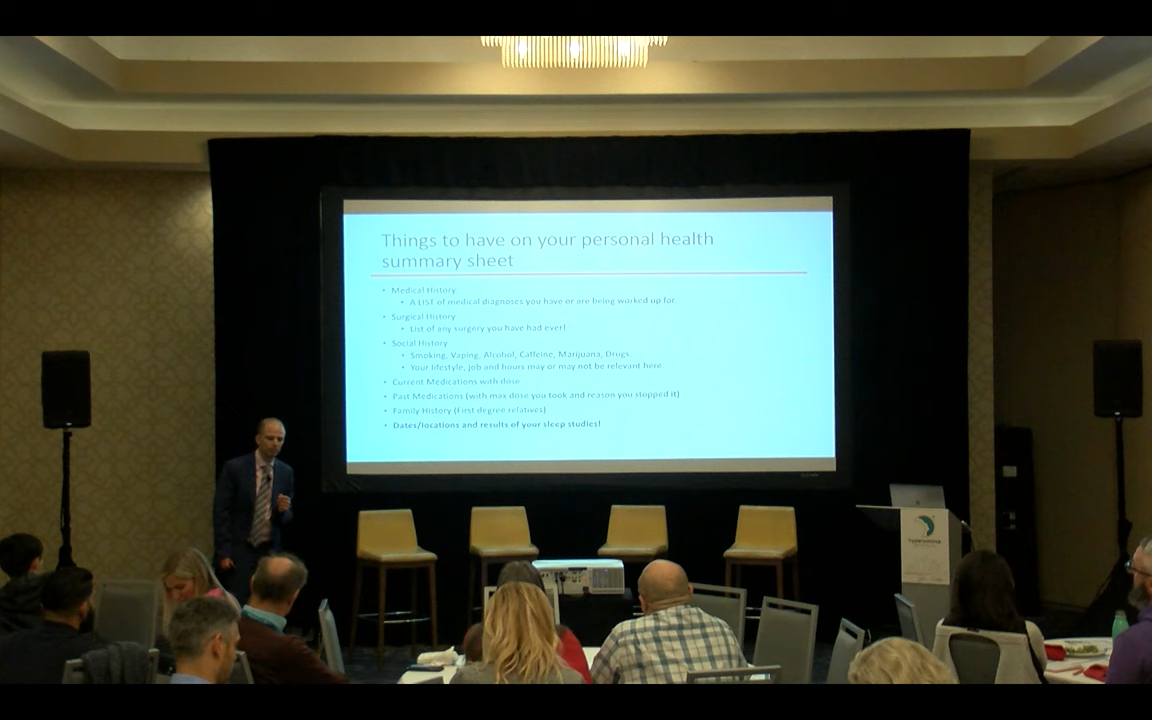 Things to have on your personal health
summary sheet
• Medical History:
• A LIST of medical diagnoses you have or are being worked up for.
• Surgical History
• List of any surgery you have had ever!
• Social History
• Smoking, Vaping, Alcohol, Caffeine, Marijuana, Drugs.
• Your lifestyle, job and hours may or may not be relevant here.
• Current Medications with dose
• Past Medications (with max dose you took and reason you stopped it)
• Family History (First degree relatives)
• Dates/locations and results of your sleep studies!
hypersomnia